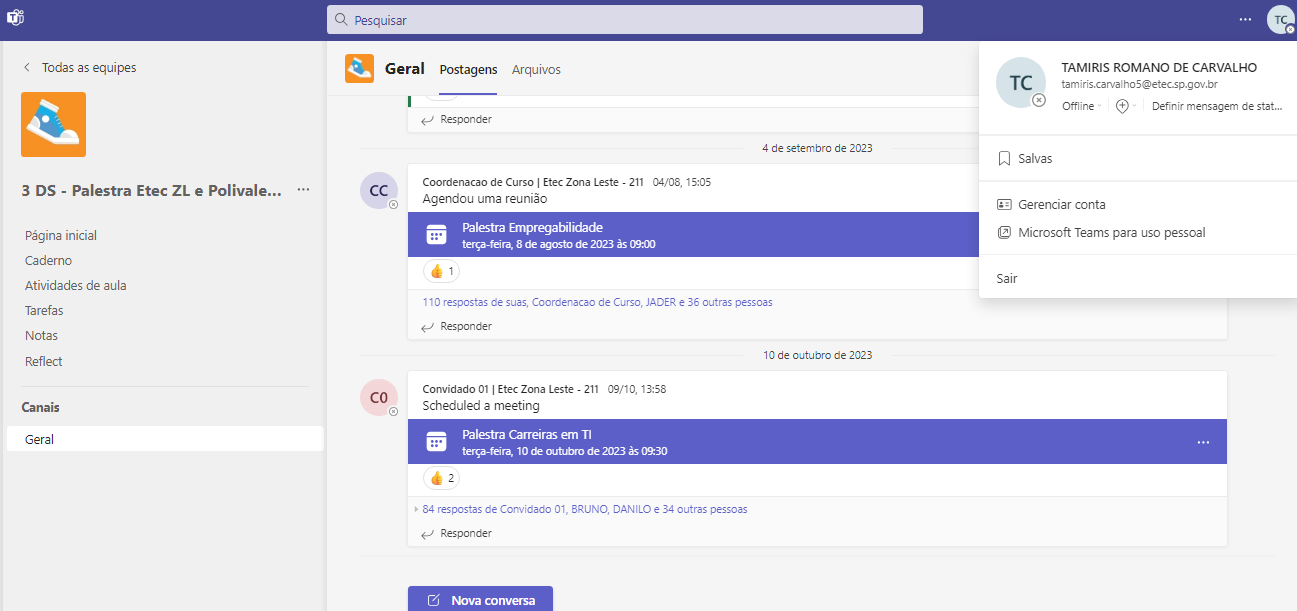 Pesquisar
TC
Todas as equipes
3 DS - Palestra Etec ZL e Polivale...
Página inicial
Caderno
Atividades de aula
Tarefas
Notas
Reflect
Canais
Geral
Geral Postagens Arquivos
Responder
4 de setembro de 2023
CC
Coordenacao de Curso | Etec Zona Leste - 211 04/08, 15:05
Agendou uma reunião
Palestra Empregabilidade
terça-feira, 8 de agosto de 2023 às 09:00
1
110 respostas de suas, Coordenacao de Curso, JADER e 36 outras pessoas
Responder
10 de outubro de 2023
C0
Convidado 01 | Etec Zona Leste - 211 09/10, 13:58
Scheduled a meeting
Palestra Carreiras em TI
terça-feira, 10 de outubro de 2023 às 09:30
2
84 respostas de Convidado 01, BRUNO, DANILO e 34 outras pessoas
Responder
Nova conversa
TC
TAMIRIS ROMANO DE CARVALHO
tamiris.carvalho5@etec.sp.gov.br
Offline Definir mensagem de stat...
Salvas
Gerenciar conta
Microsoft Teams para uso pessoal
Sair